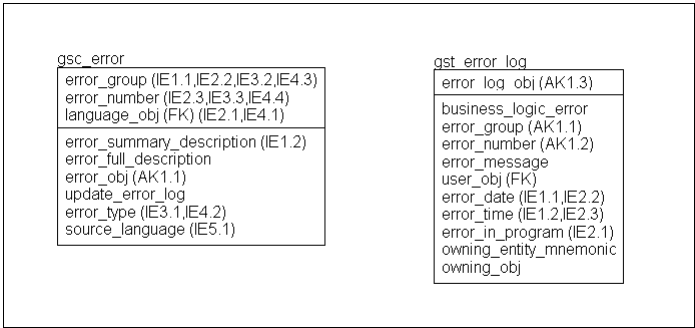 gsc_error
error_group (IE1.1,IE2.2,IE3.2,IE4.3)
error_number (IE2.3,IE3.3,IE4.4)
language_obj (FK) (IE2.1,IE4.1)
error_summary_description (IE1.2)
error_full_description
error_obj (AK1.1)
update_error_log
error_type (IE3.1,IE4.2)
source_language (IE5.1)
gst_error_log
error_log_obj (AK1.3)
business_logic_error
error_group (AK1.1)
error_number (AK1.2)
error_message
user_obj (FK)
error_date (IE1.1,IE2.2)
error_time (IE1.2,IE2.3)
error_in_program (IE2.1)
owning_entity_mnemonic
owning_obj